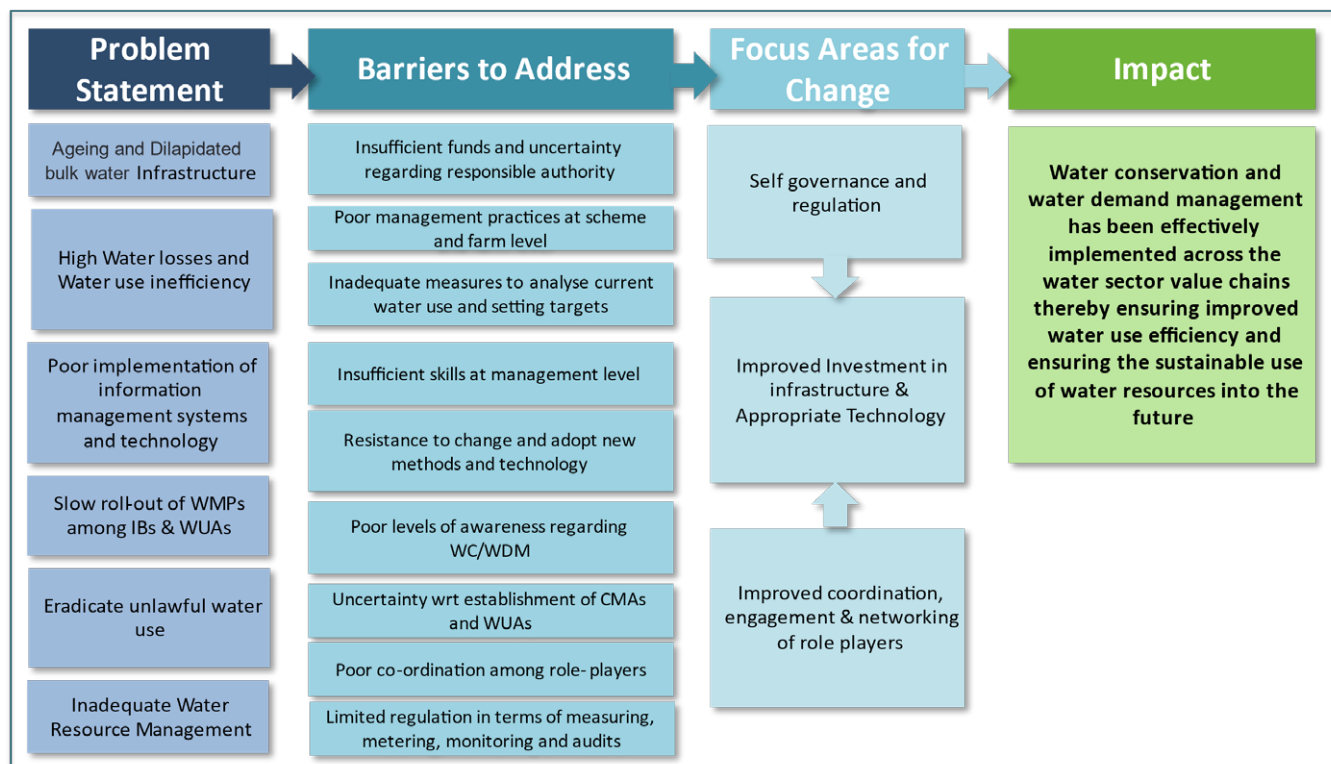 Problem
Statement
Barriers to Address
Focus Areas for
Change
Impact
Ageing and Dilapidated
bulk water Infrastructure
High Water losses and
Water use inefficiency
Poor implementation of
information
management systems
and technology
Slow roll-out of WMPs
among IBs & WUAs
Eradicate unlawful water
use
Inadequate Water
Resource Management
Insufficient funds and uncertainty
regarding responsible authority
Poor management practices at scheme
and farm level
Inadequate measures to analyse current
water use and setting targets
Insufficient skills at management level
Resistance to change and adopt new
methods and technology
Poor levels of awareness regarding
WC/WDM
Uncertainty wrt establishment of CMAs
and WUAs
Poor co-ordination among role- players
Limited regulation in terms of measuring,
metering, monitoring and audits
Self governance and
regulation
Improved Investment in
infrastructure &
Appropriate Technology
Improved coordination,
engagement & networking
of role players
Water conservation and
water demand management
has been effectively
implemented across the
water sector value chains
thereby ensuring improved
water use efficiency and
ensuring the sustainable use
of water resources into the
future